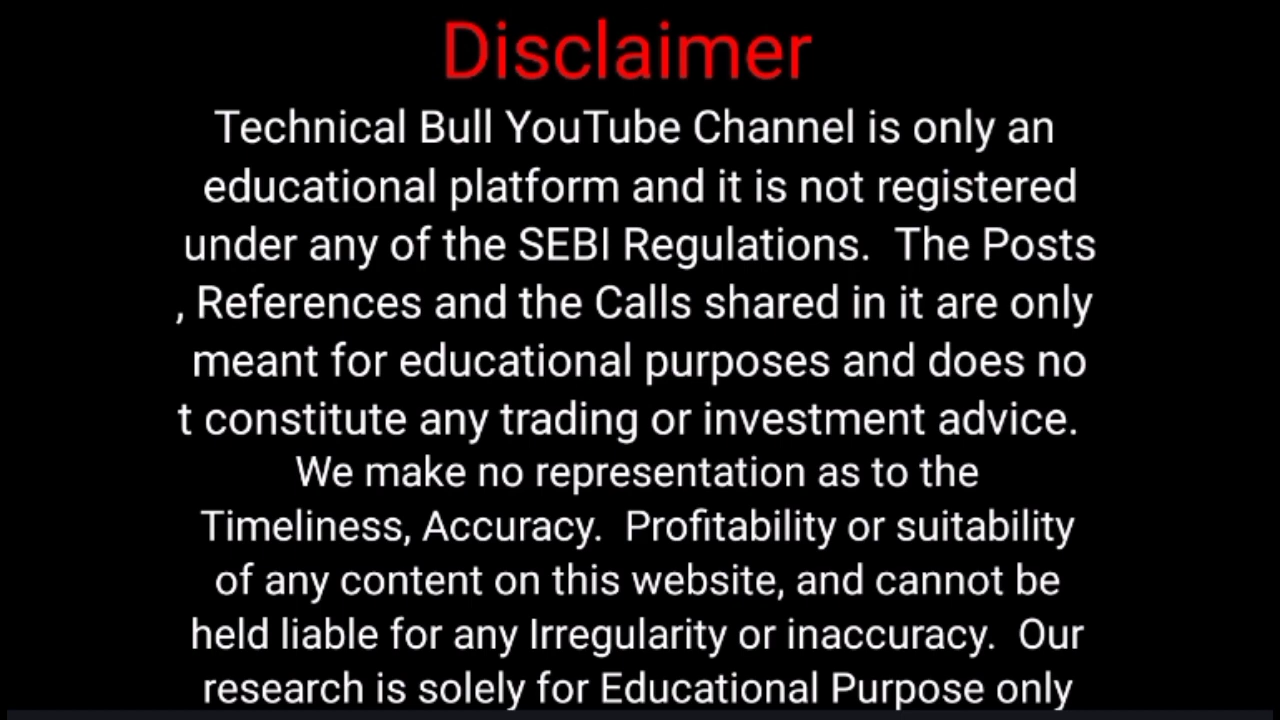 Disclaimer
Technical Bull YouTube Channel is only an
educational platform and it is not registered
under any of the SEBI Regulations.  The Posts
, References and the Calls shared in it are only
meant for educational purposes and does no
t constitute any trading or investment advice.
We make no representation as to the
Timeliness, Accuracy.  Profitability or suitability
of any content on this website, and cannot be
held liable for any Irregularity or inaccuracy.  Our
research is solely for Educational Purpose only